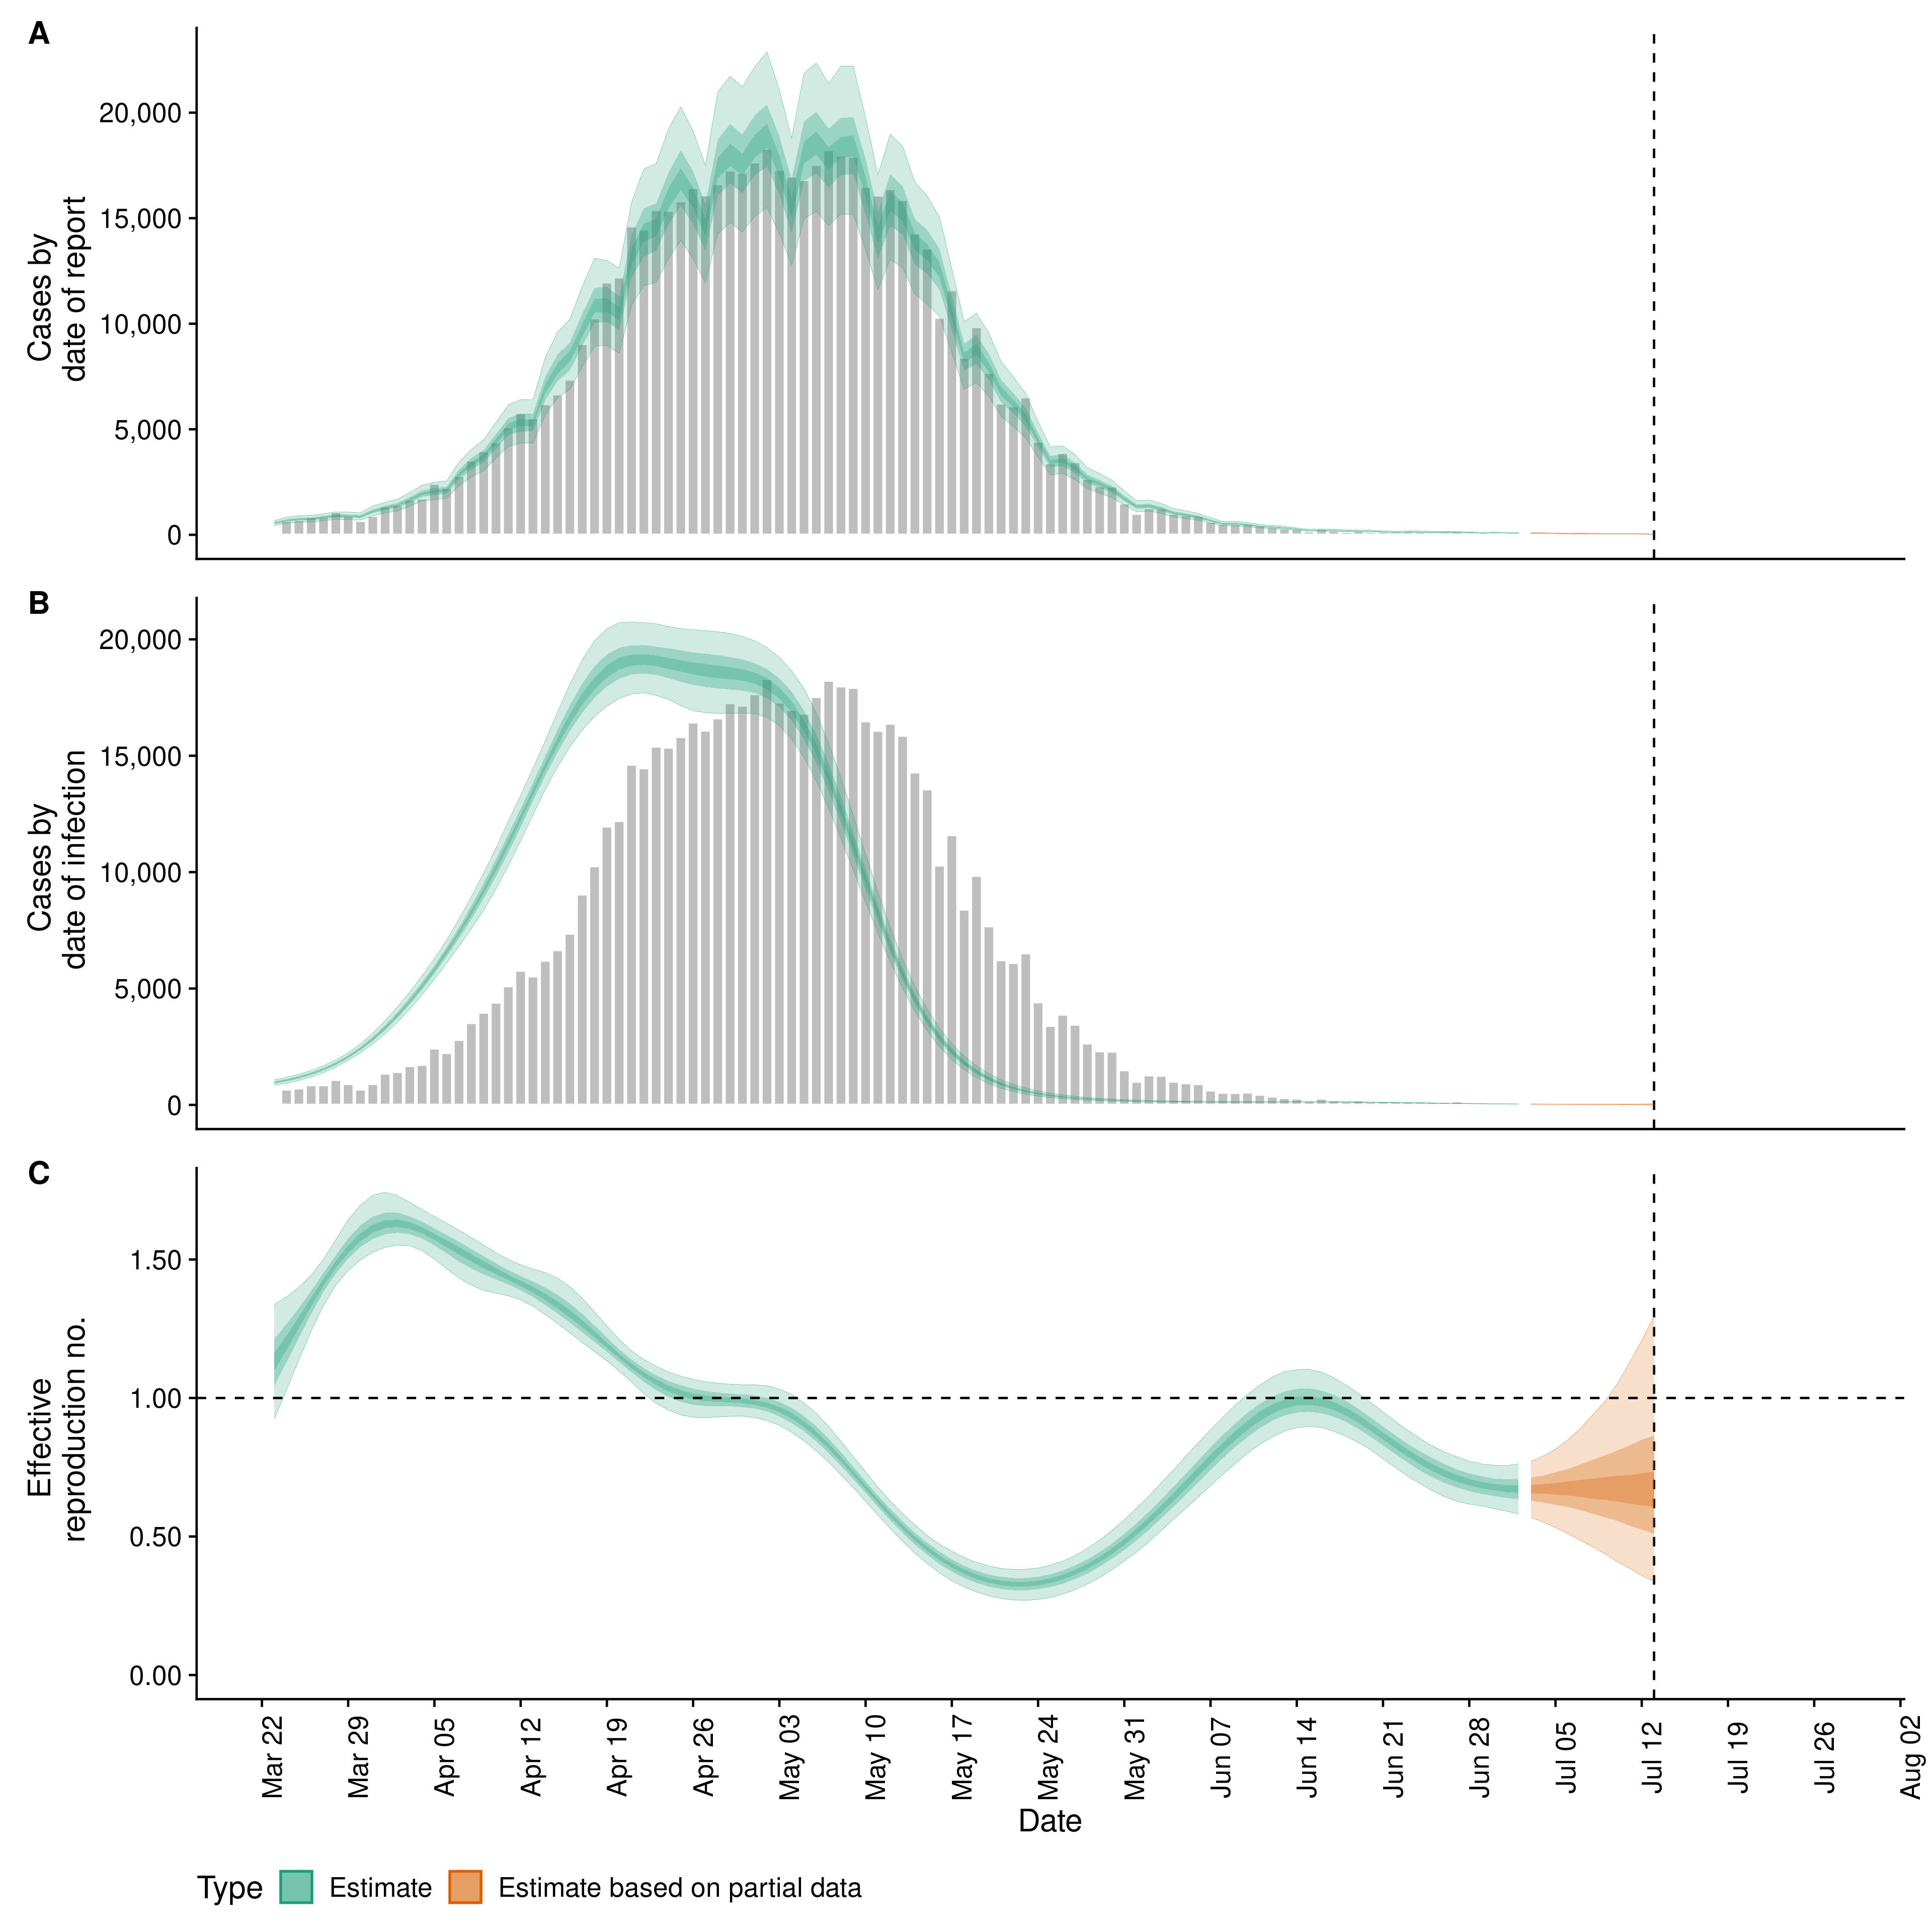 A
Cases by
date of report
20,000
15,000
10,000
5,000
0
B
Cases by
date of infection
20,000
15,000
10,000
5,000
0
C
Effective
reproduction no.
1.50
1.00
0.50
0.00
Mar 22
Mar 29
Apr 05
Apr 12
Apr 19
Apr 26
May 03
May 10
May 17
May 24
May 31
Jun 07
Jun 14
Jun 21
Jun 28
Jul 05
Jul 12
Jul 19
Jul 26
Aug 02
Date
Type Estimate Estimate based on partial data